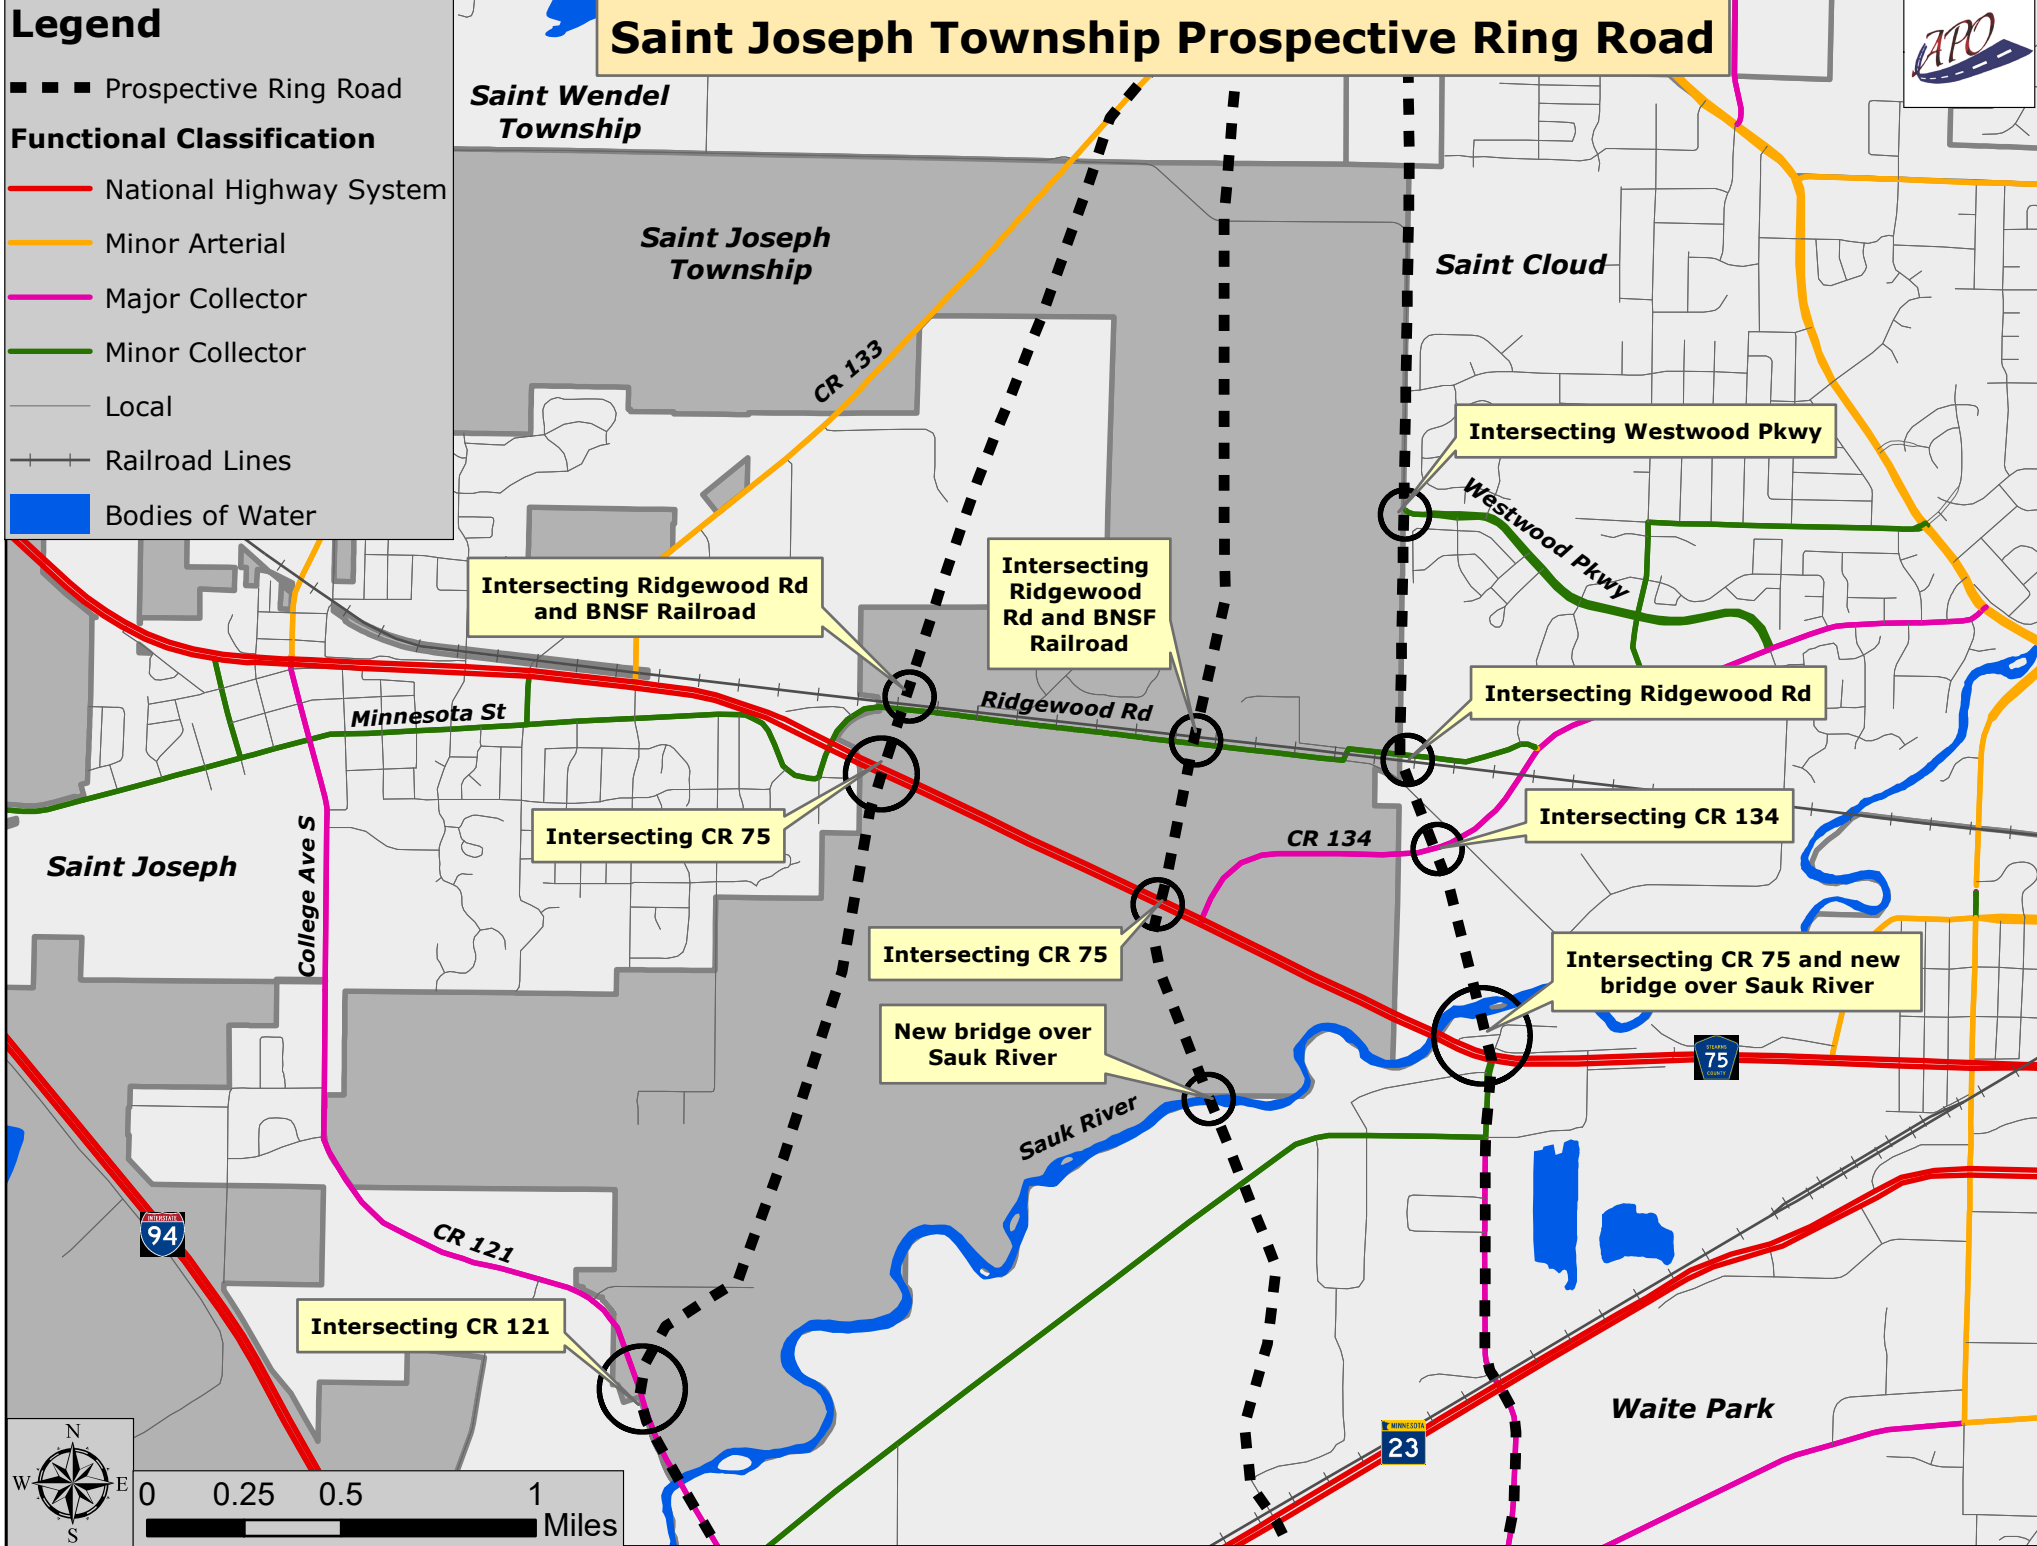 Saint Joseph Township Prospective Ring Road
APO
Legend
Prospective Ring Road
Functional Classification
National Highway System
Minor Arterial
Major Collector
Minor Collector
Local
Railroad Lines
Bodies of Water
Saint Wendel
Township
Saint Joseph
Township
Saint Cloud
CR 133
Intersecting Westwood Pkwy
Westwood Pkwy
Intersecting Ridgewood Rd
and BNSF Railroad
Intersecting
Ridgewood
Rd and BNSF
Railroad
Intersecting Ridgewood Rd
Ridgewood Rd
Minnesota St
Intersecting CR 75
CR 134
Intersecting CR 134
Saint Joseph
College Ave S
Intersecting CR 75
Intersecting CR 75 and new
bridge over Sauk River
New bridge over
Sauk River
STEARNS
75
COUNTY
Sauk River
INTERSTATE
94
CR 121
Intersecting CR 121
Waite Park
MINNESOTA
23
N
W
E
S
0 0.25 0.5 1
Miles